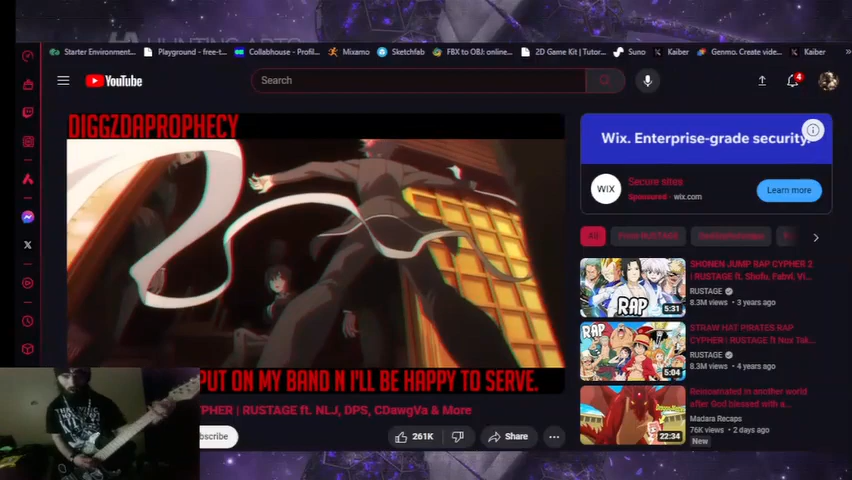 Starter Environment...
Playground - free-t...
Collabhouse - Profil...
Mixamo
Sketchfab
FBX to OBJ: online...
2D Game Kit | Tutor...
Suno
Kaiber
Genmo. Create vide...
Kaiber
YouTube
Search
4
DIGGZDAPROPHECY
PUT ON MY BAND N I'LL BE HAPPY TO SERVE.
YPHER | RUSTAGE ft. NLJ, DPS, CDawgVa & More
261K
Share
Wix. Enterprise-grade security.
WIX
Secure sites
Sponsored · wix.com
Learn more
All
From RUSTAGE
RAP
5:31
SHONEN JUMP RAP CYPHER 2
| RUSTAGE ft. Shofu, Fabvl, Vi...
RUSTAGE
8.3M views • 3 years ago
RAP
5:04
STRAW HAT PIRATES RAP
CYPHER | RUSTAGE ft Nux Tak...
RUSTAGE
8.3M views • 4 years ago
22:34
Reincarnated in another world
after God blessed with a...
Madara Recaps
76K views • 2 days ago
New